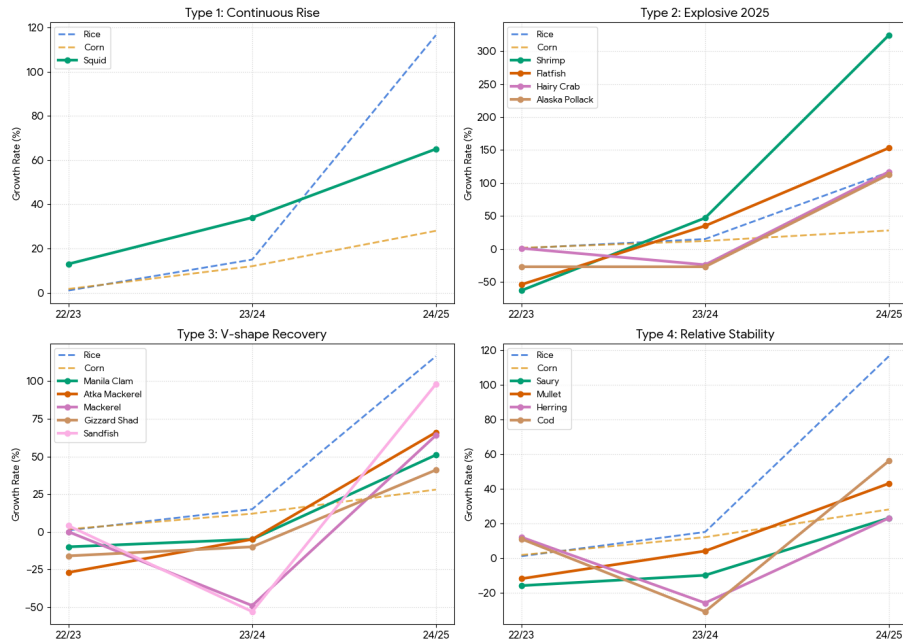 Type 1: Continuous Rise
Growth Rate (%)
120
100
80
60
40
20
0
22/23
23/24
24/25
Rice
Corn
Squid
Type 2: Explosive 2025
Growth Rate (%)
300
250
200
150
100
50
0
−50
22/23
23/24
24/25
Rice
Corn
Shrimp
Flatfish
Hairy Crab
Alaska Pollack
Type 3: V-shape Recovery
Growth Rate (%)
100
75
50
25
0
−25
−50
22/23
23/24
24/25
Rice
Corn
Manila Clam
Atka Mackerel
Mackerel
Gizzard Shad
Sandfish
Type 4: Relative Stability
Growth Rate (%)
120
100
80
60
40
20
0
−20
22/23
23/24
24/25
Rice
Corn
Saury
Mullet
Herring
Cod